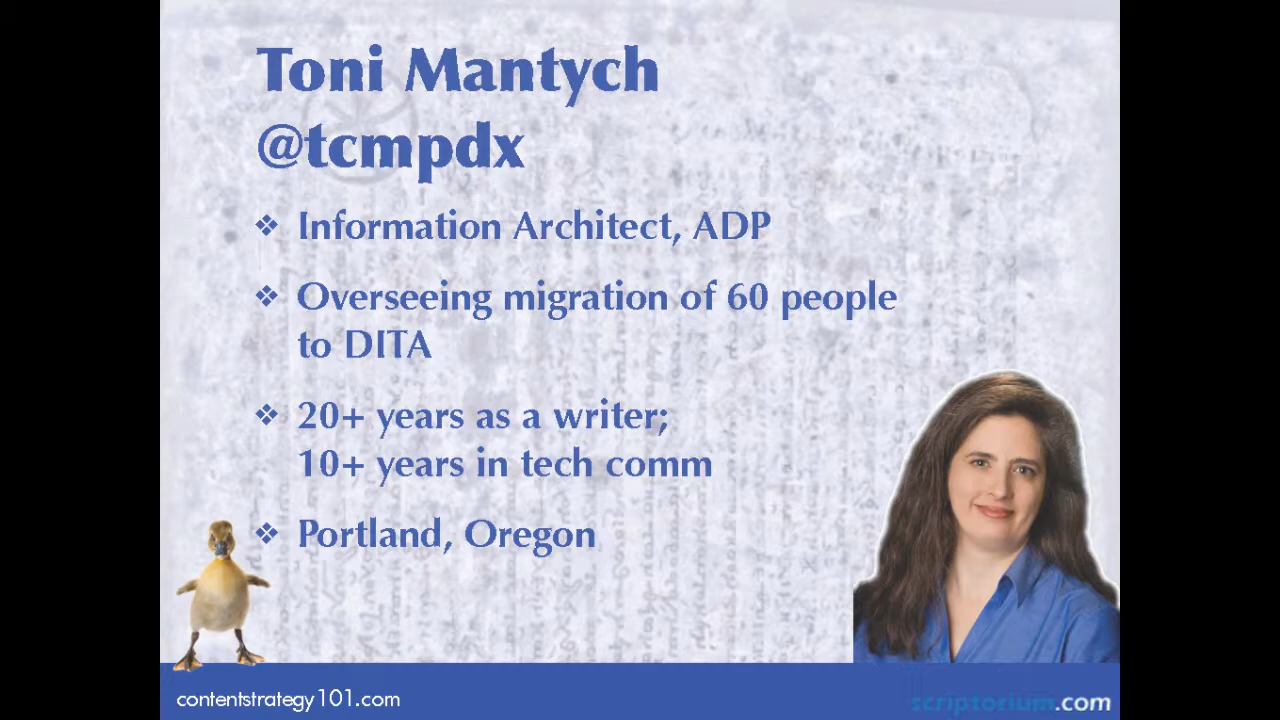 Toni Mantych
@tcmpdx
❖ Information Architect, ADP
❖ Overseeing migration of 60 people
to DITA
❖ 20+ years as a writer;
10+ years in tech comm
❖ Portland, Oregon
contentstrategy101.com
scriptorium.com